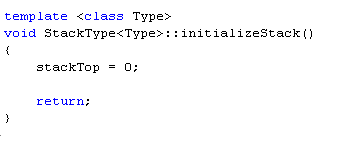 template <class Type>
void StackType<Type>::initializeStack()
{
    stackTop = 0;
    return;
}